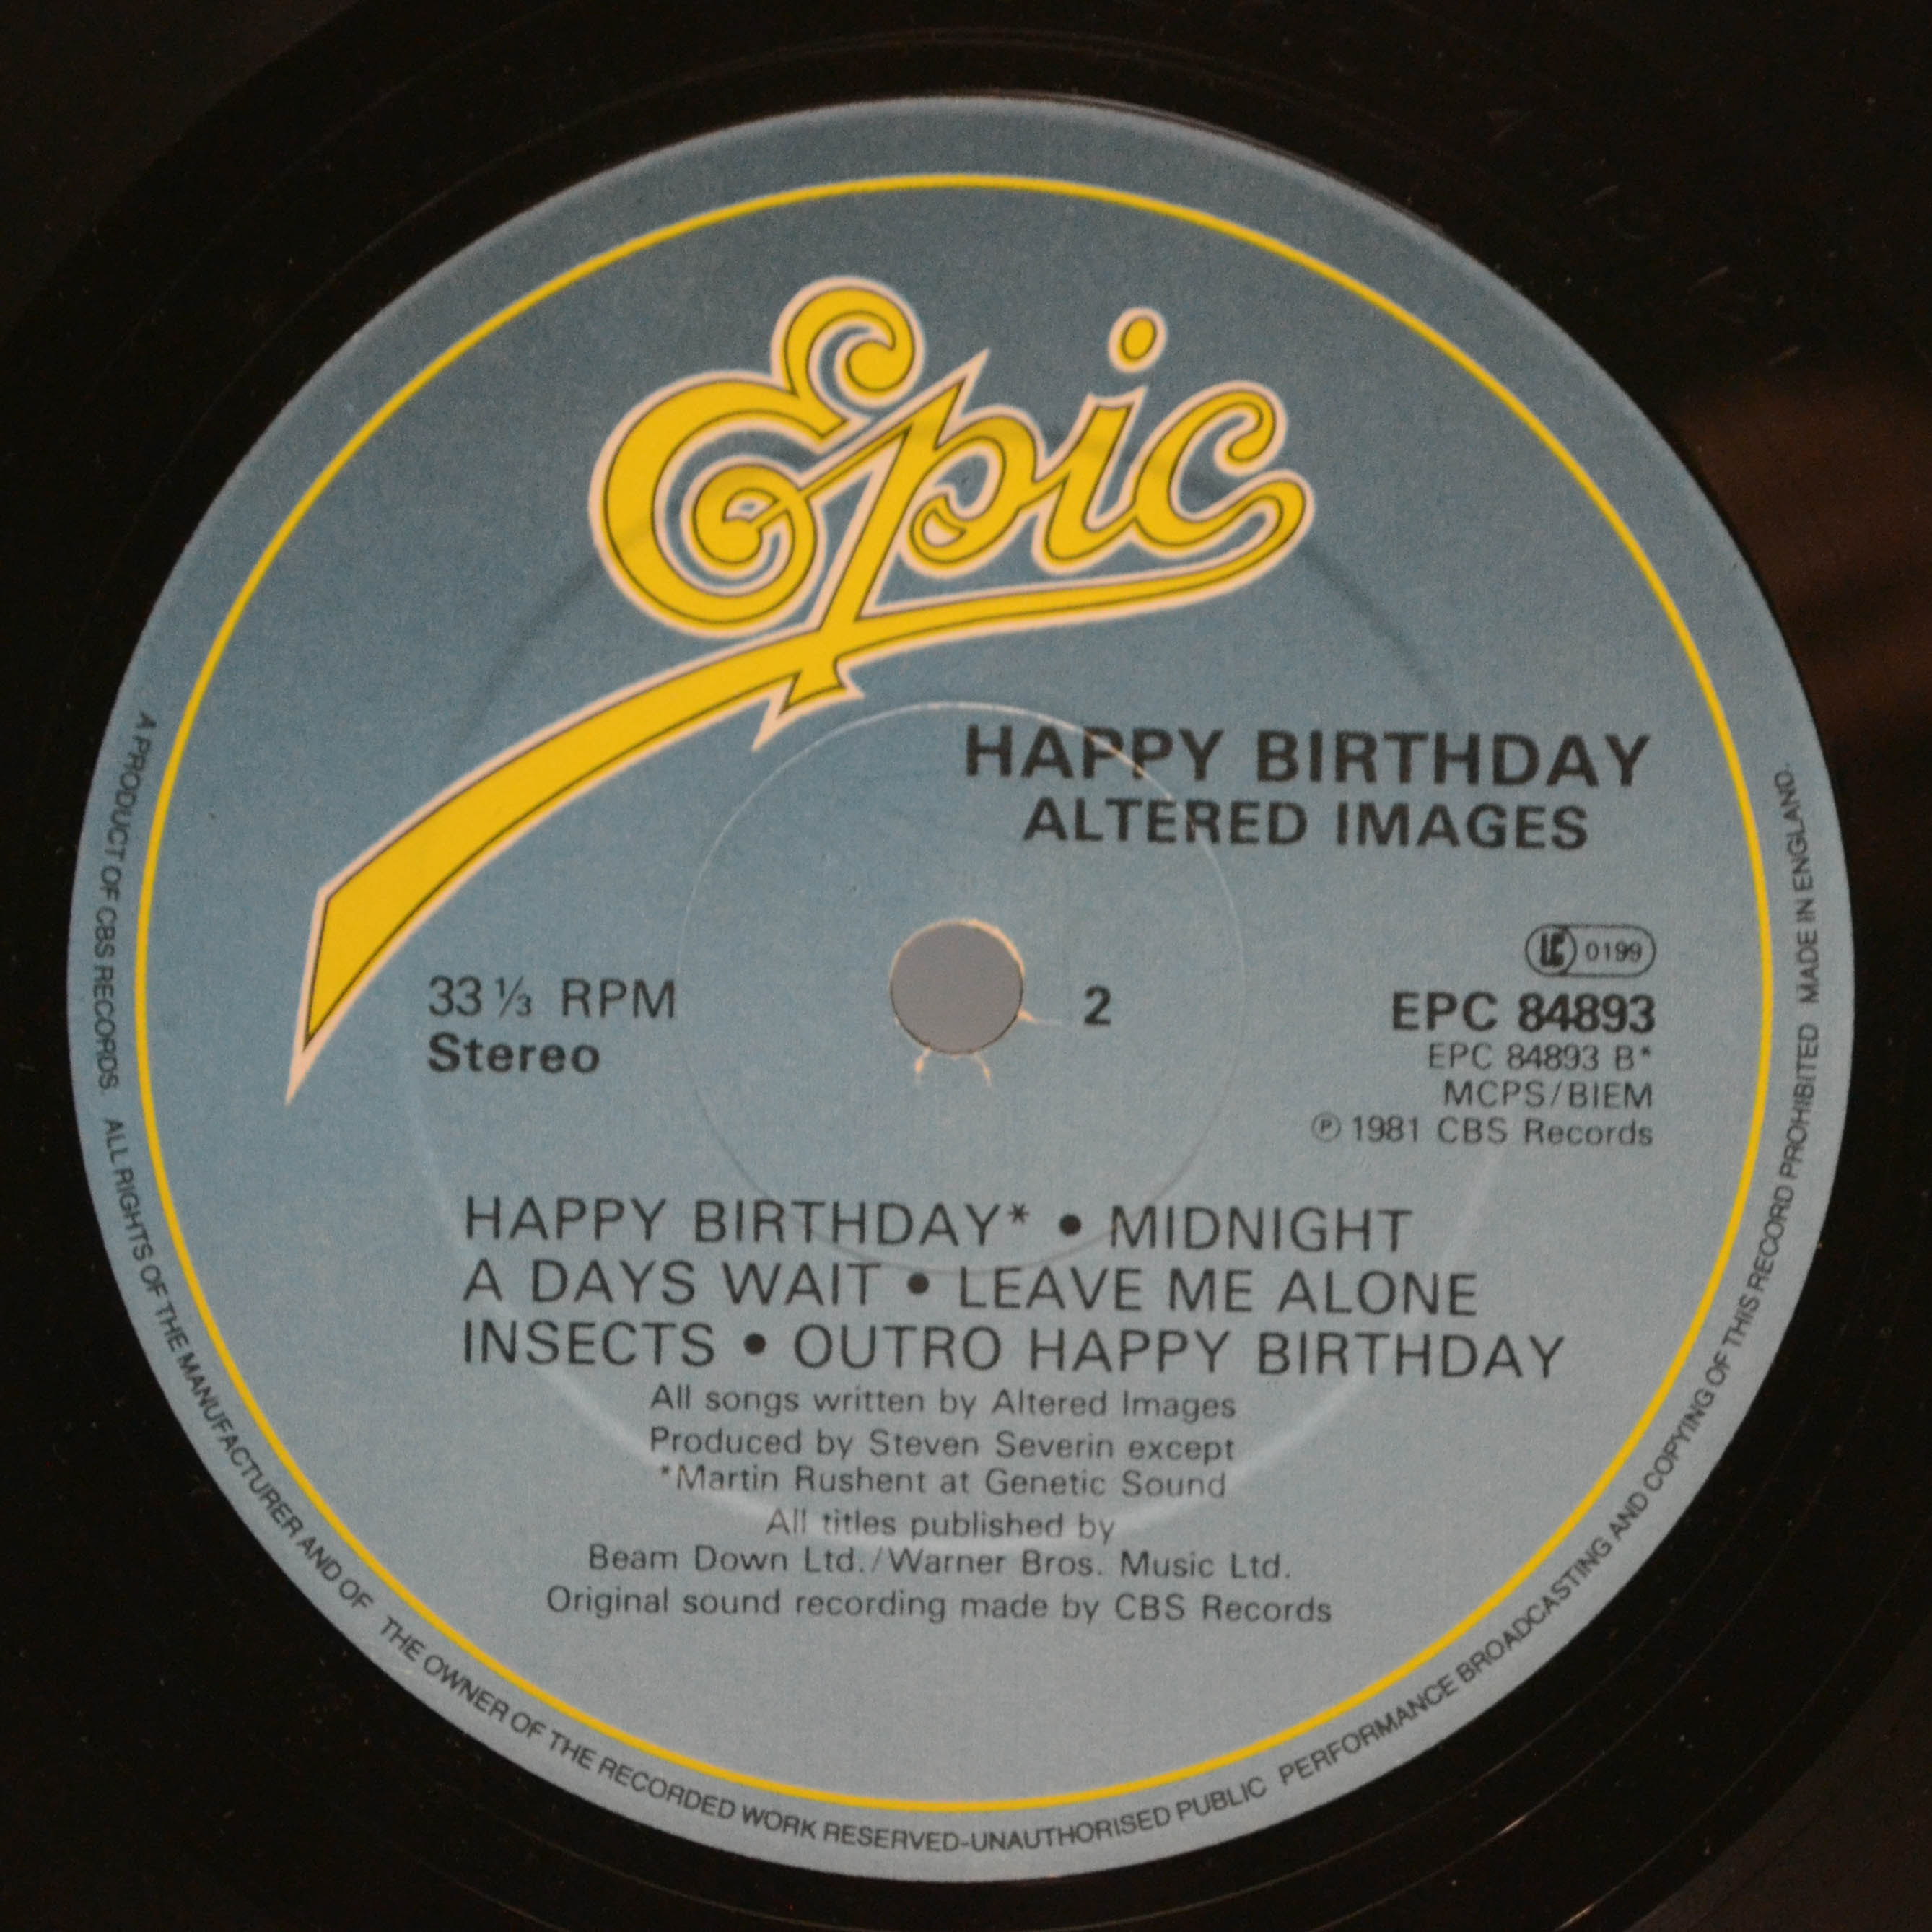 Epic
HAPPY BIRTHDAY
ALTERED IMAGES
33 ⅓ RPM
Stereo
2
LC 0199
EPC 84893
EPC 84893 B*
MCPS/BIEM
℗ 1981 CBS Records
HAPPY BIRTHDAY* • MIDNIGHT
A DAYS WAIT • LEAVE ME ALONE
INSECTS • OUTRO HAPPY BIRTHDAY
All songs written by Altered Images
Produced by Steven Severin except
*Martin Rushent at Genetic Sound
All titles published by
Beam Down Ltd./Warner Bros. Music Ltd.
Original sound recording made by CBS Records
A PRODUCT OF CBS RECORDS. ALL RIGHTS OF THE MANUFACTURER AND OF THE OWNER OF THE RECORDED WORK RESERVED-UNAUTHORISED PUBLIC PERFORMANCE BROADCASTING AND COPYING OF THIS RECORD PROHIBITED MADE IN ENGLAND.